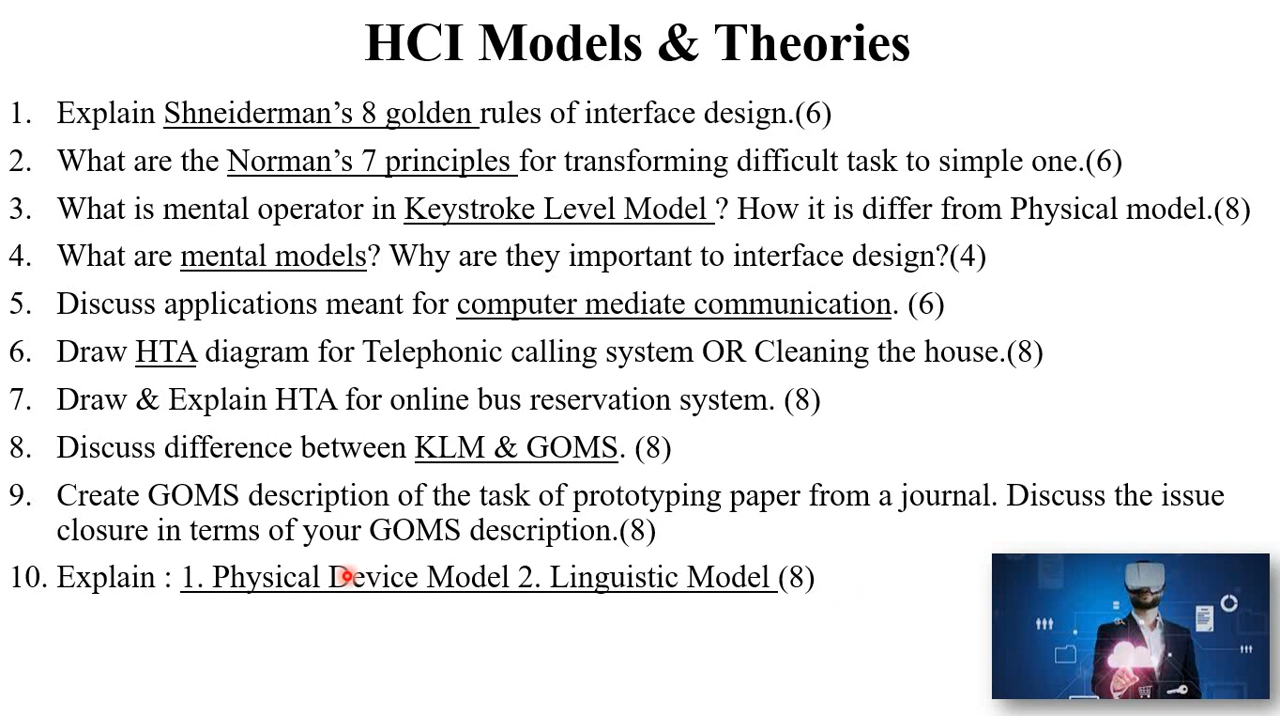 HCI Models & Theories
1. Explain Shneiderman’s 8 golden rules of interface design.(6)
2. What are the Norman’s 7 principles for transforming difficult task to simple one.(6)
3. What is mental operator in Keystroke Level Model ? How it is differ from Physical model.(8)
4. What are mental models? Why are they important to interface design?(4)
5. Discuss applications meant for computer mediate communication. (6)
6. Draw HTA diagram for Telephonic calling system OR Cleaning the house.(8)
7. Draw & Explain HTA for online bus reservation system. (8)
8. Discuss difference between KLM & GOMS. (8)
9. Create GOMS description of the task of prototyping paper from a journal. Discuss the issue
closure in terms of your GOMS description.(8)
10. Explain : 1. Physical Device Model 2. Linguistic Model (8)